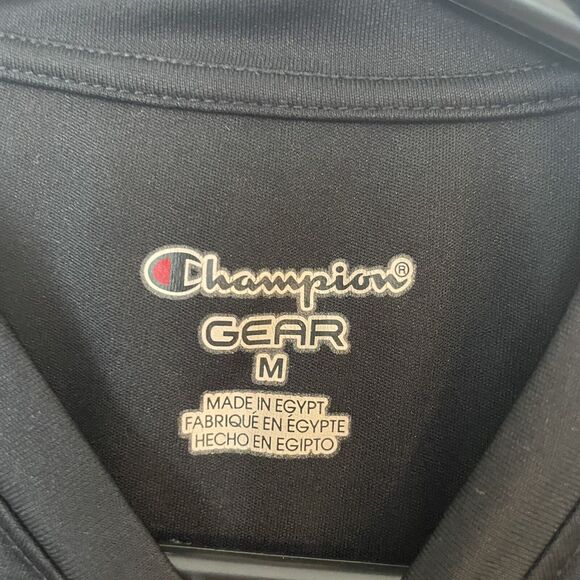 Champion®
GEAR
M
MADE IN EGYPT
FABRIQUÉ EN ÉGYPTE
HECHO EN EGIPTO